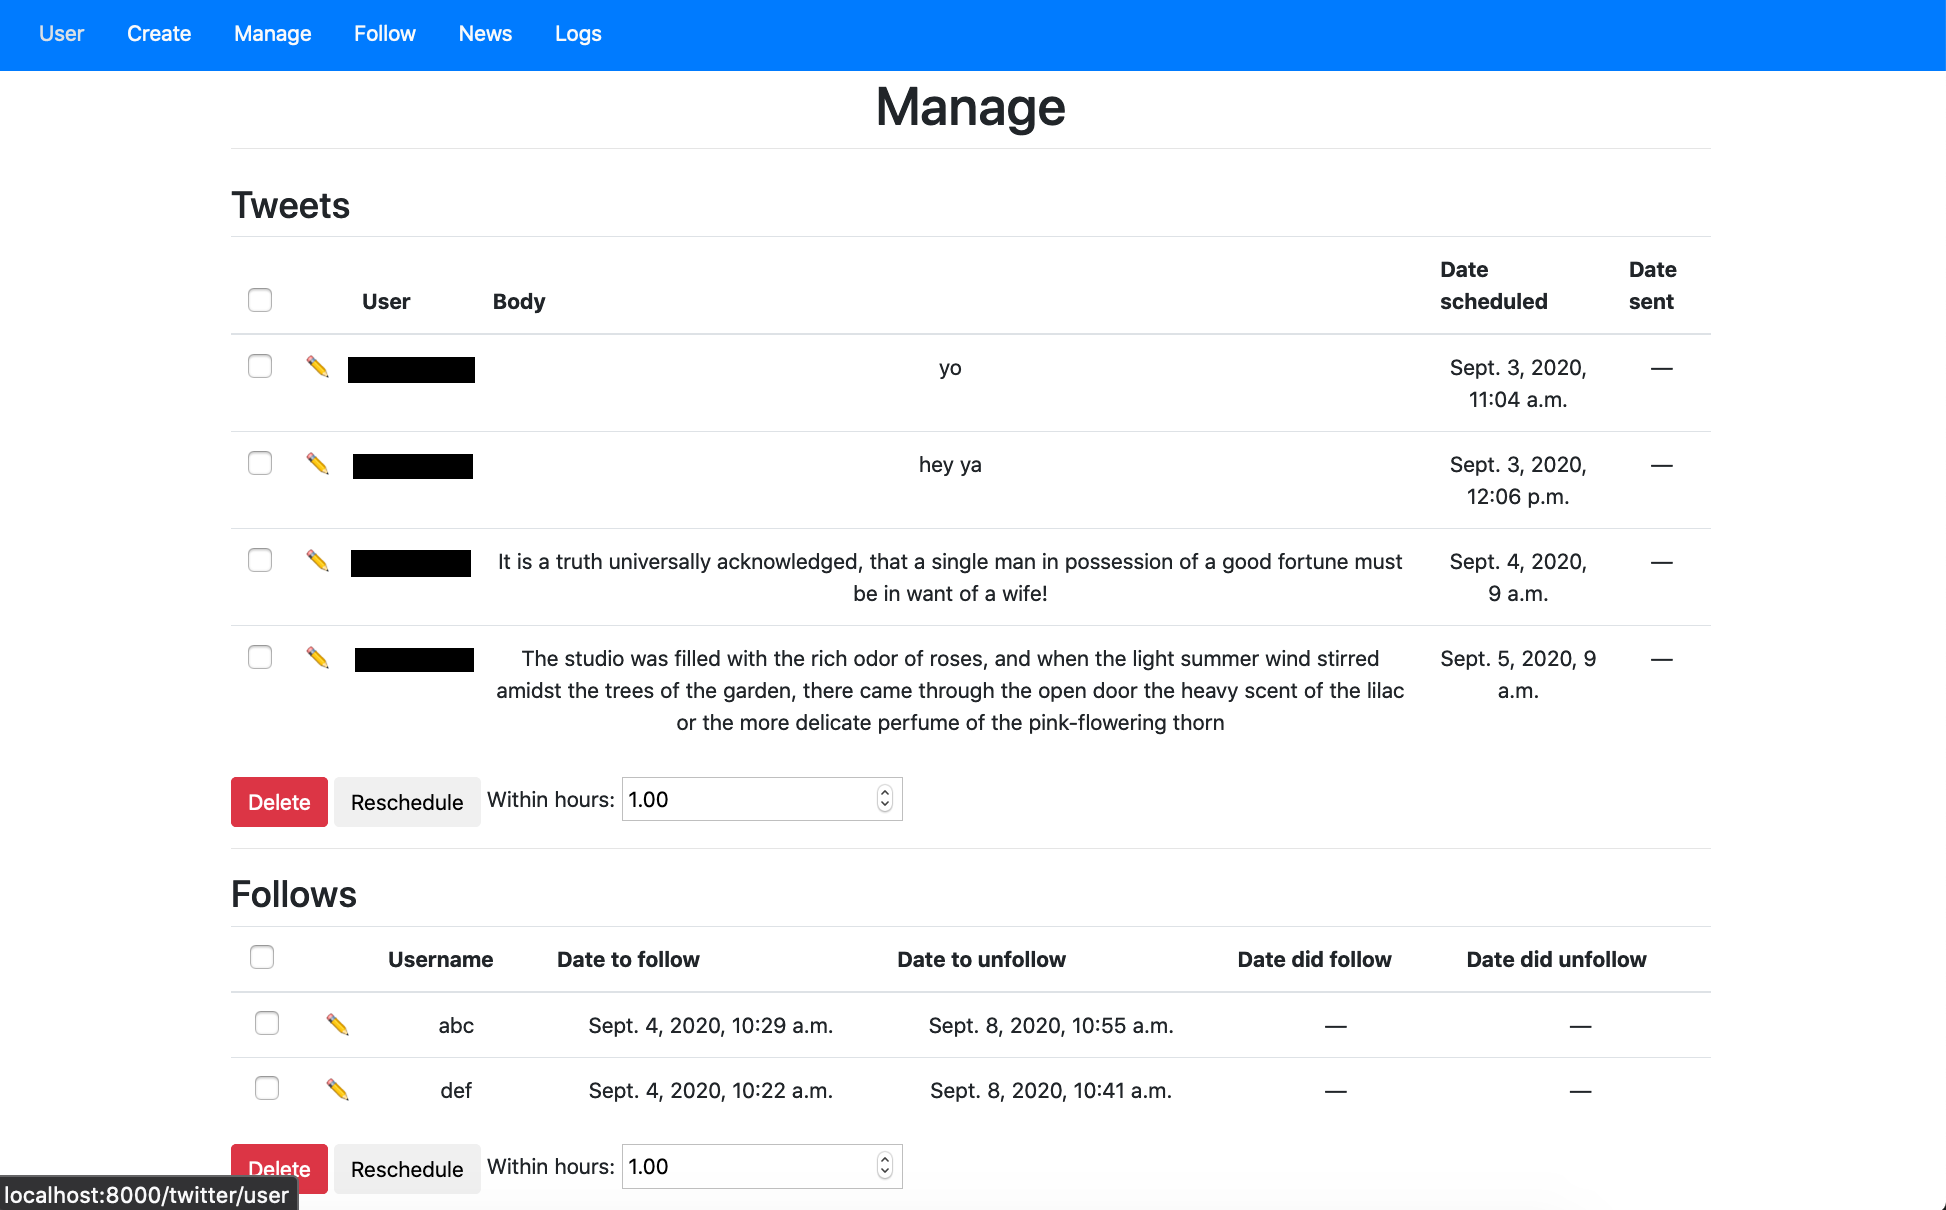 User Create Manage Follow News Logs
Manage
Tweets
User Body Date scheduled Date sent
yo Sept. 3, 2020, 11:04 a.m. —
hey ya Sept. 3, 2020, 12:06 p.m. —
It is a truth universally acknowledged, that a single man in possession of a good fortune must
be in want of a wife!
Sept. 4, 2020,
9 a.m.
—
The studio was filled with the rich odor of roses, and when the light summer wind stirred
amidst the trees of the garden, there came through the open door the heavy scent of the lilac
or the more delicate perfume of the pink-flowering thorn
Sept. 5, 2020, 9
a.m.
—
Delete Reschedule Within hours: 1.00
Follows
Username Date to follow Date to unfollow Date did follow Date did unfollow
abc Sept. 4, 2020, 10:29 a.m. Sept. 8, 2020, 10:55 a.m. — —
def Sept. 4, 2020, 10:22 a.m. Sept. 8, 2020, 10:41 a.m. — —
Delete Reschedule Within hours: 1.00
localhost:8000/twitter/user